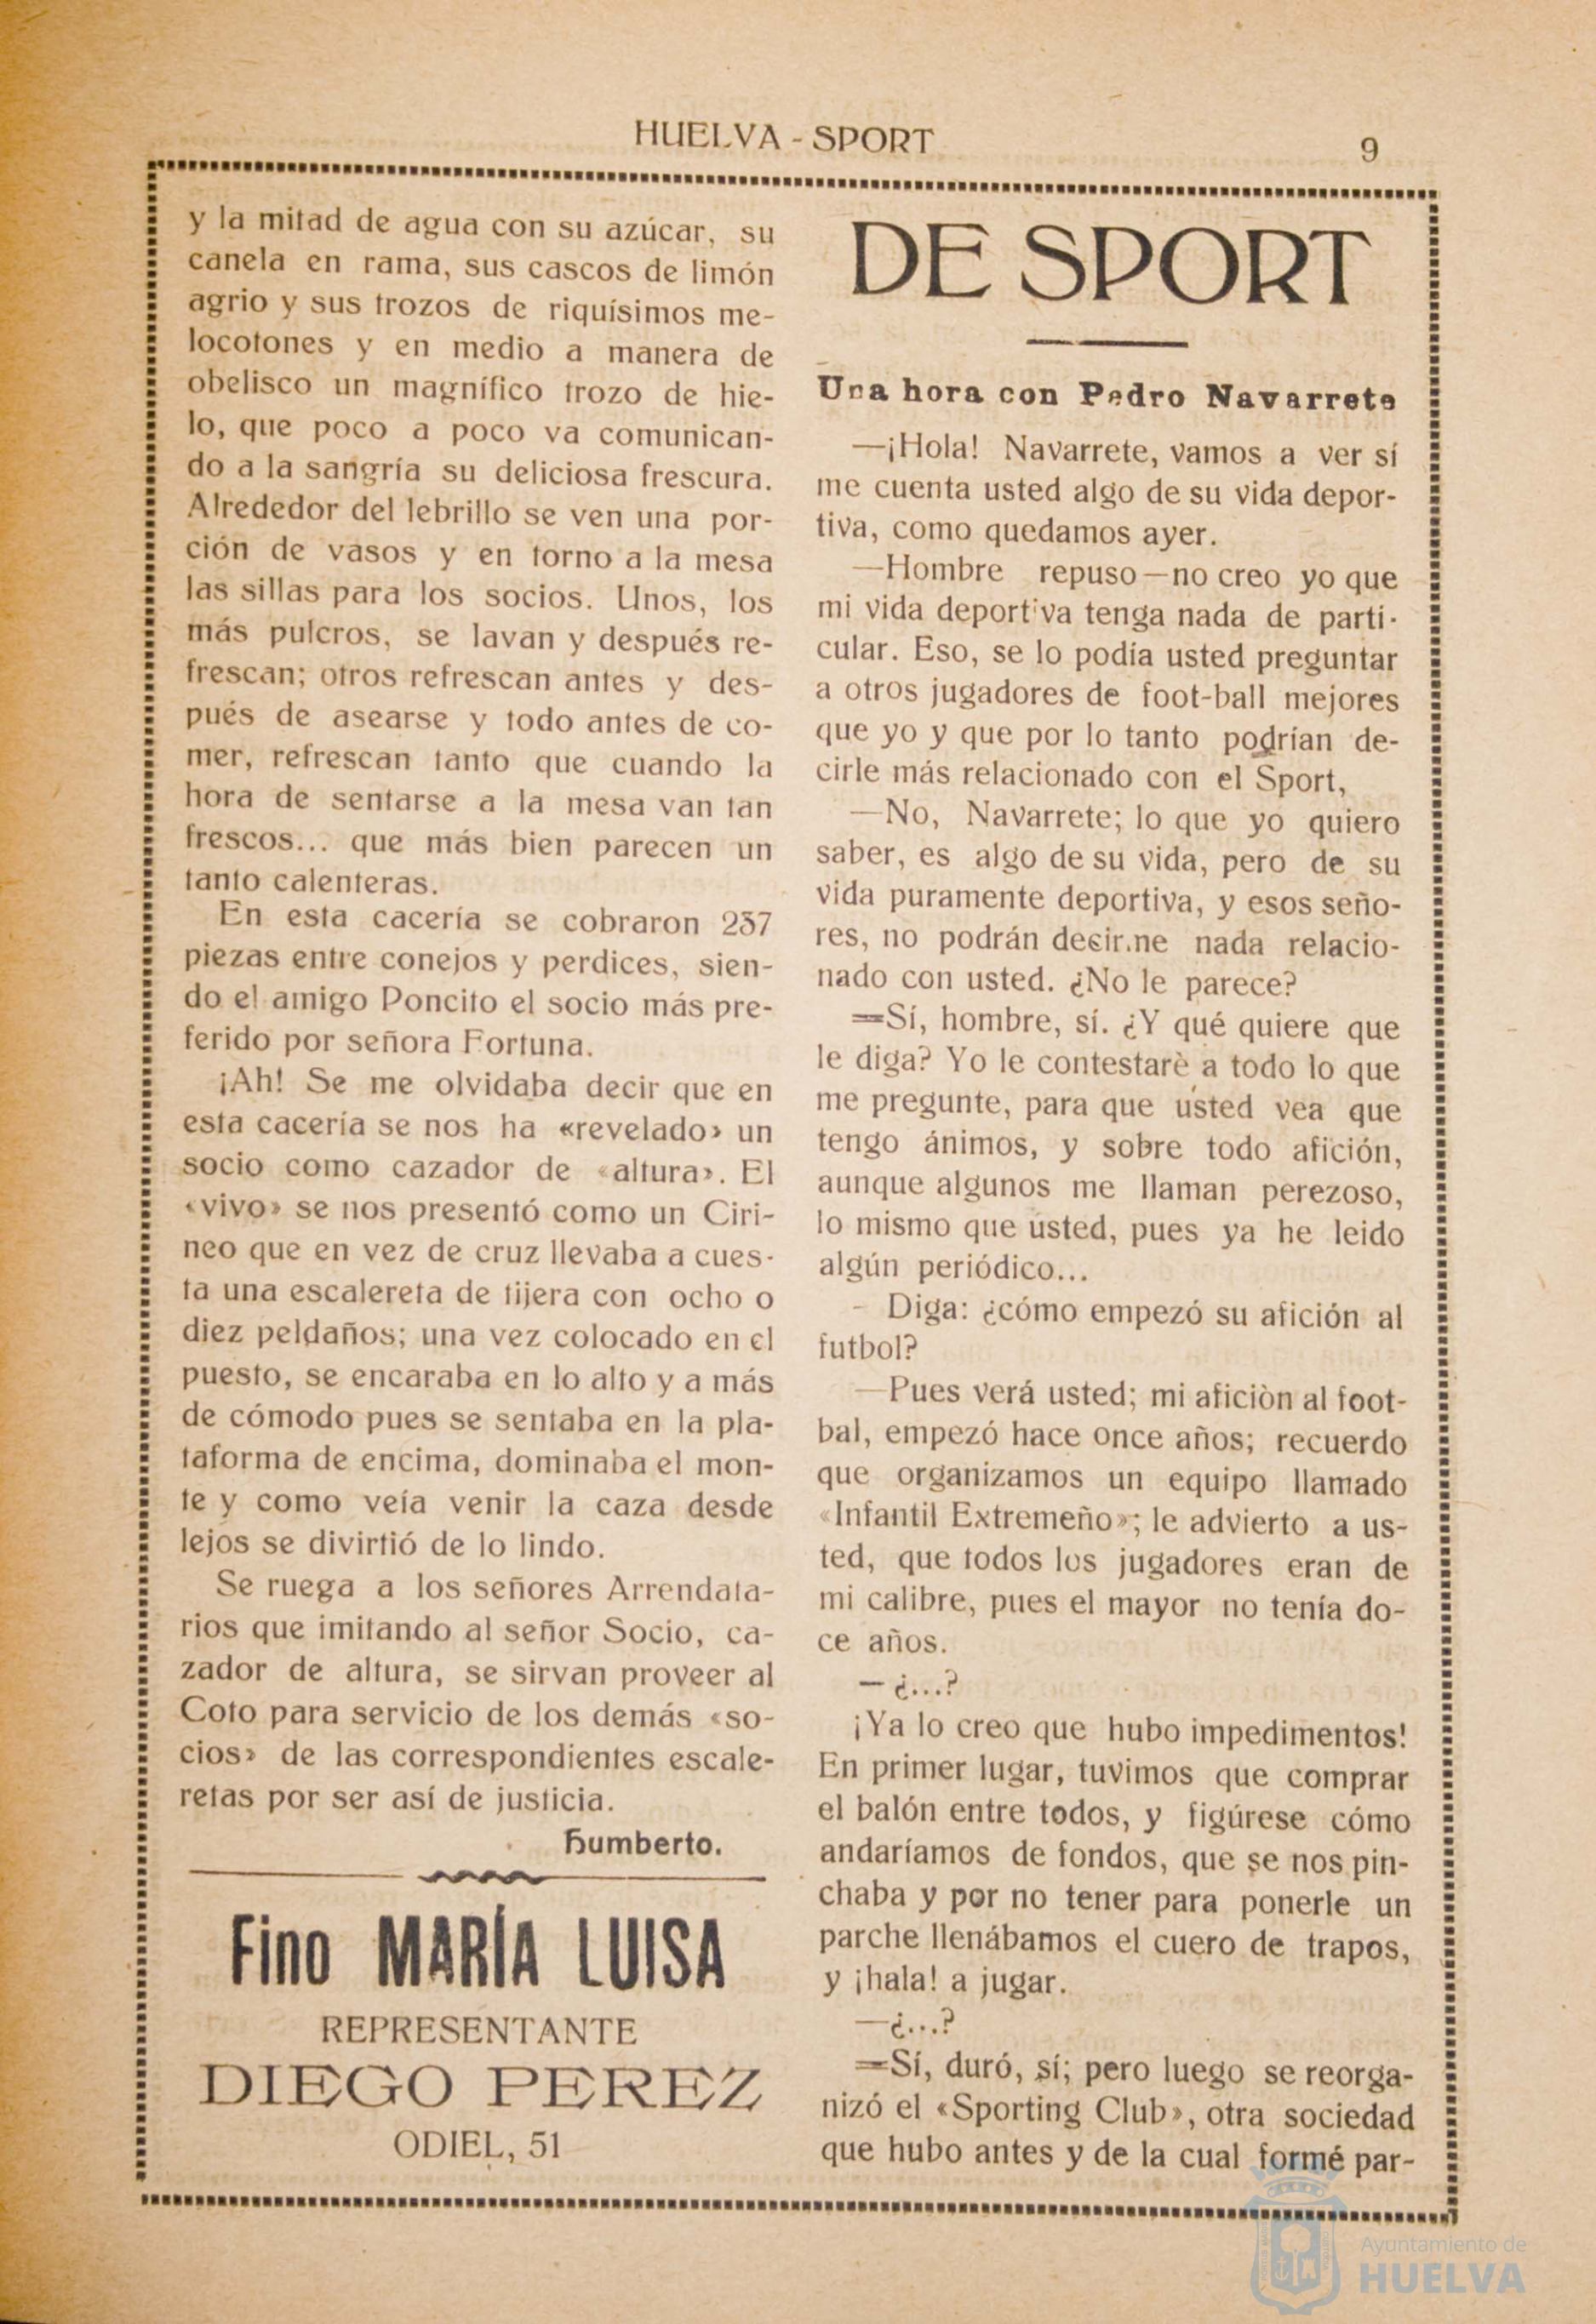 HUELVA - SPORT
9
y la mitad de agua con su azúcar, su
canela en rama, sus cascos de limón
agrio y sus trozos de riquísimos me-
locotones y en medio a manera de
obelisco un magnífico trozo de hie-
lo, que poco a poco va comunican-
do a la sangría su deliciosa frescura.
Alrededor del lebrillo se ven una por-
ción de vasos y en torno a la mesa
las sillas para los socios. Unos, los
más pulcros, se lavan y después re-
frescan; otros refrescan antes y des-
pués de asearse y todo antes de co-
mer, refrescan tanto que cuando la
hora de sentarse a la mesa van tan
frescos... que más bien parecen un
tanto calenteras.
En esta cacería se cobraron 237
piezas entre conejos y perdices, sien-
do el amigo Poncito el socio más pre-
ferido por señora Fortuna.
¡Ah! Se me olvidaba decir que en
esta cacería se nos ha «revelado» un
socio como cazador de «altura». El
«vivo» se nos presentó como un Ciri-
neo que en vez de cruz llevaba a cues-
ta una escalereta de tijera con ocho o
diez peldaños; una vez colocado en el
puesto, se encaraba en lo alto y a más
de cómodo pues se sentaba en la pla-
taforma de encima, dominaba el mon-
te y como veía venir la caza desde
lejos se divirtió de lo lindo.
Se ruega a los señores Arrendata-
rios que imitando al señor Socio, ca-
zador de altura, se sirvan proveer al
Coto para servicio de los demás «so-
cios» de las correspondientes escale-
retas por ser así de justicia.
Humberto.
Fino MARÍA LUISA
REPRESENTANTE
DIEGO PEREZ
ODIEL, 51
DE SPORT
Una hora con Pedro Navarrete
—¡Hola! Navarrete, vamos a ver sí
me cuenta usted algo de su vida depor-
tiva, como quedamos ayer.
—Hombre repuso—no creo yo que
mi vida deportiva tenga nada de parti-
cular. Eso, se lo podía usted preguntar
a otros jugadores de foot-ball mejores
que yo y que por lo tanto podrían de-
cirle más relacionado con el Sport,
—No, Navarrete; lo que yo quiero
saber, es algo de su vida, pero de su
vida puramente deportiva, y esos seño-
res, no podrán decirme nada relacio-
nado con usted. ¿No le parece?
=Sí, hombre, sí. ¿Y qué quiere que
le diga? Yo le contestarè a todo lo que
me pregunte, para que usted vea que
tengo ánimos, y sobre todo afición,
aunque algunos me llaman perezoso,
lo mismo que usted, pues ya he leido
algún periódico...
- Diga: ¿cómo empezó su afición al
futbol?
—Pues verá usted; mi aficiòn al foot-
bal, empezó hace once años; recuerdo
que organizamos un equipo llamado
«Infantil Extremeño»; le advierto a us-
ted, que todos los jugadores eran de
mi calibre, pues el mayor no tenía do-
ce años.
— ¿...?
¡Ya lo creo que hubo impedimentos!
En primer lugar, tuvimos que comprar
el balón entre todos, y figúrese cómo
andaríamos de fondos, que se nos pin-
chaba y por no tener para ponerle un
parche llenábamos el cuero de trapos,
y ¡hala! a jugar.
—¿...?
=Sí, duró, sí; pero luego se reorga-
nizó el «Sporting Club», otra sociedad
que hubo antes y de la cual formé par-
Ayuntamiento de
HUELVA